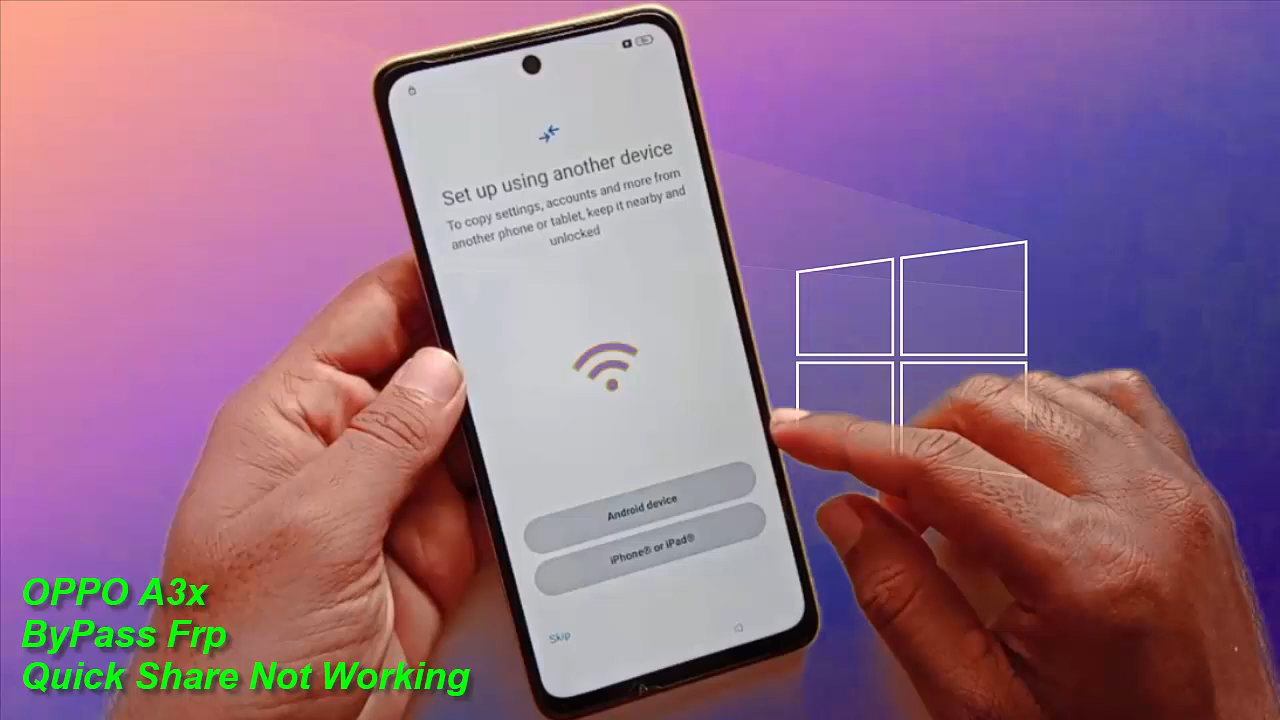 Set up using another device
To copy settings, accounts and more from
another phone or tablet, keep it nearby and
unlocked
Android device
iPhone® or iPad®
Skip
OPPO A3x
ByPass Frp
Quick Share Not Working